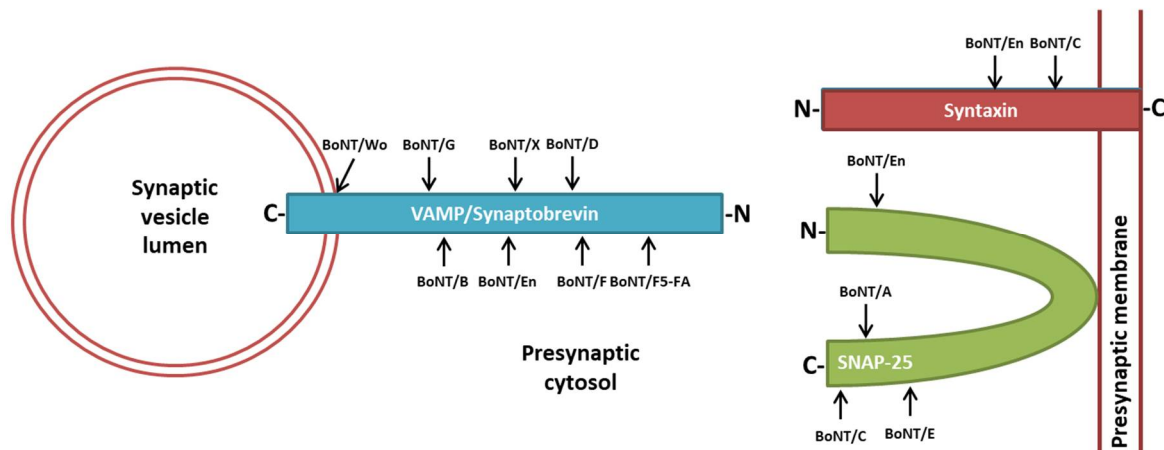 BoNT/En BoNT/C
N-
Syntaxin
-C
BoNT/Wo BoNT/G BoNT/X BoNT/D
BoNT/En
Synaptic
vesicle
lumen
C-
VAMP/Synaptobrevin
-N
N-
BoNT/B BoNT/En BoNT/F BoNT/F5-FA
BoNT/A
Presynaptic
cytosol
C-
SNAP-25
BoNT/C BoNT/E
Presynaptic membrane